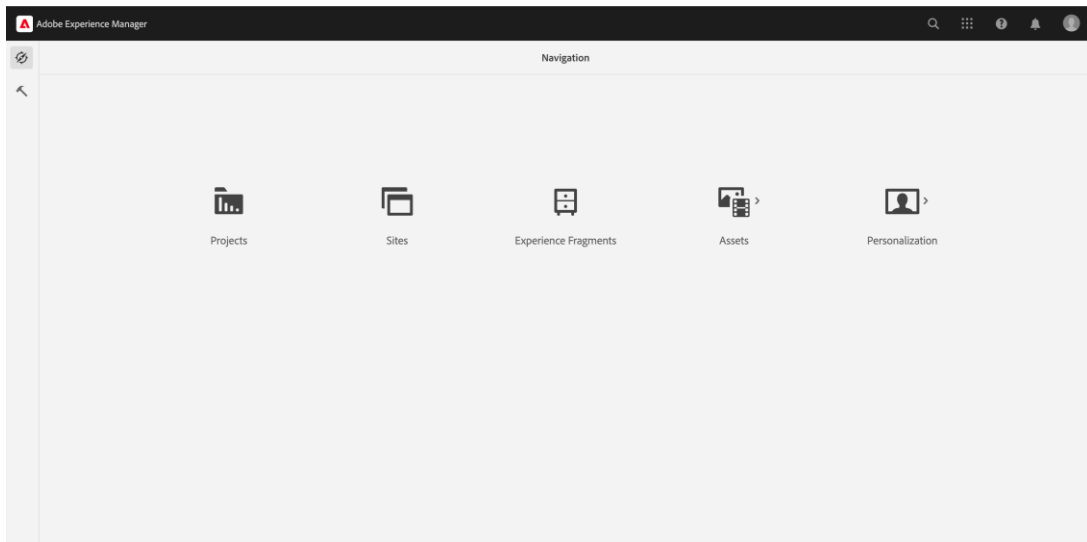 Adobe Experience Manager
Navigation
Projects
Sites
Experience Fragments
Assets
Personalization